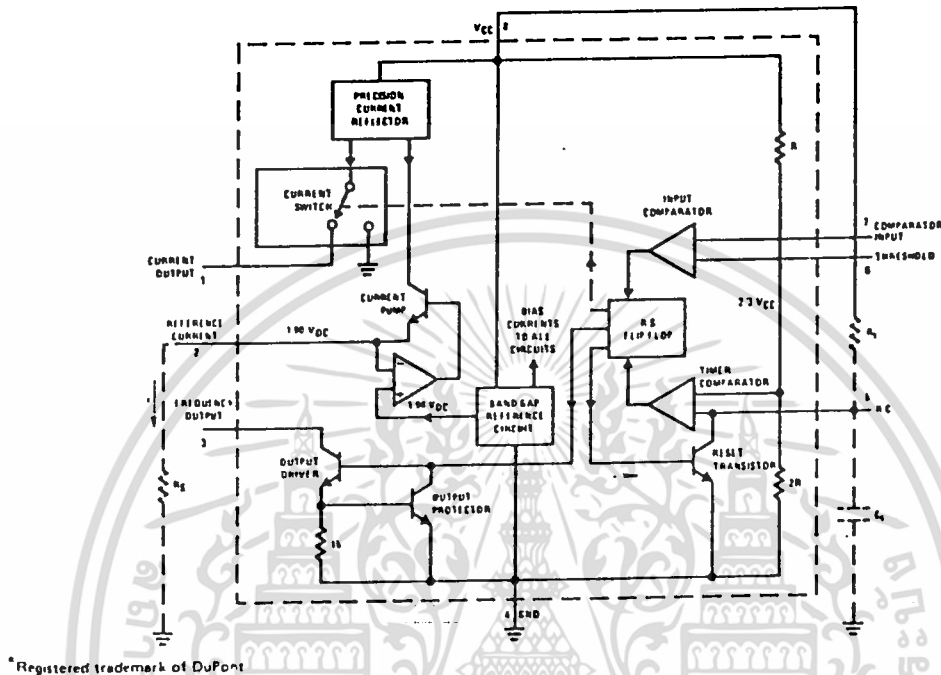 VCC 8
PRECISION
CURRENT
REFLECTOR
CURRENT
SWITCH
INPUT
COMPARATOR
7 COMPARATOR
INPUT
THRESHOLD
6
CURRENT OUTPUT
1
CURRENT
PUMP
BIAS
CURRENTS
TO ALL
CIRCUITS
R-S
FLIP FLOP
2/3 VCC
R
REFERENCE
CURRENT
2
1.90 VDC
1.90 VDC
FREQUENCY
OUTPUT
3
BAND GAP
REFERENCE
CIRCUIT
TIMER
COMPARATOR
5
RC
RESET
TRANSISTOR
2R
OUTPUT
DRIVER
OUTPUT
PROTECTOR
RS
4 GND
*Registered trademark of DuPont